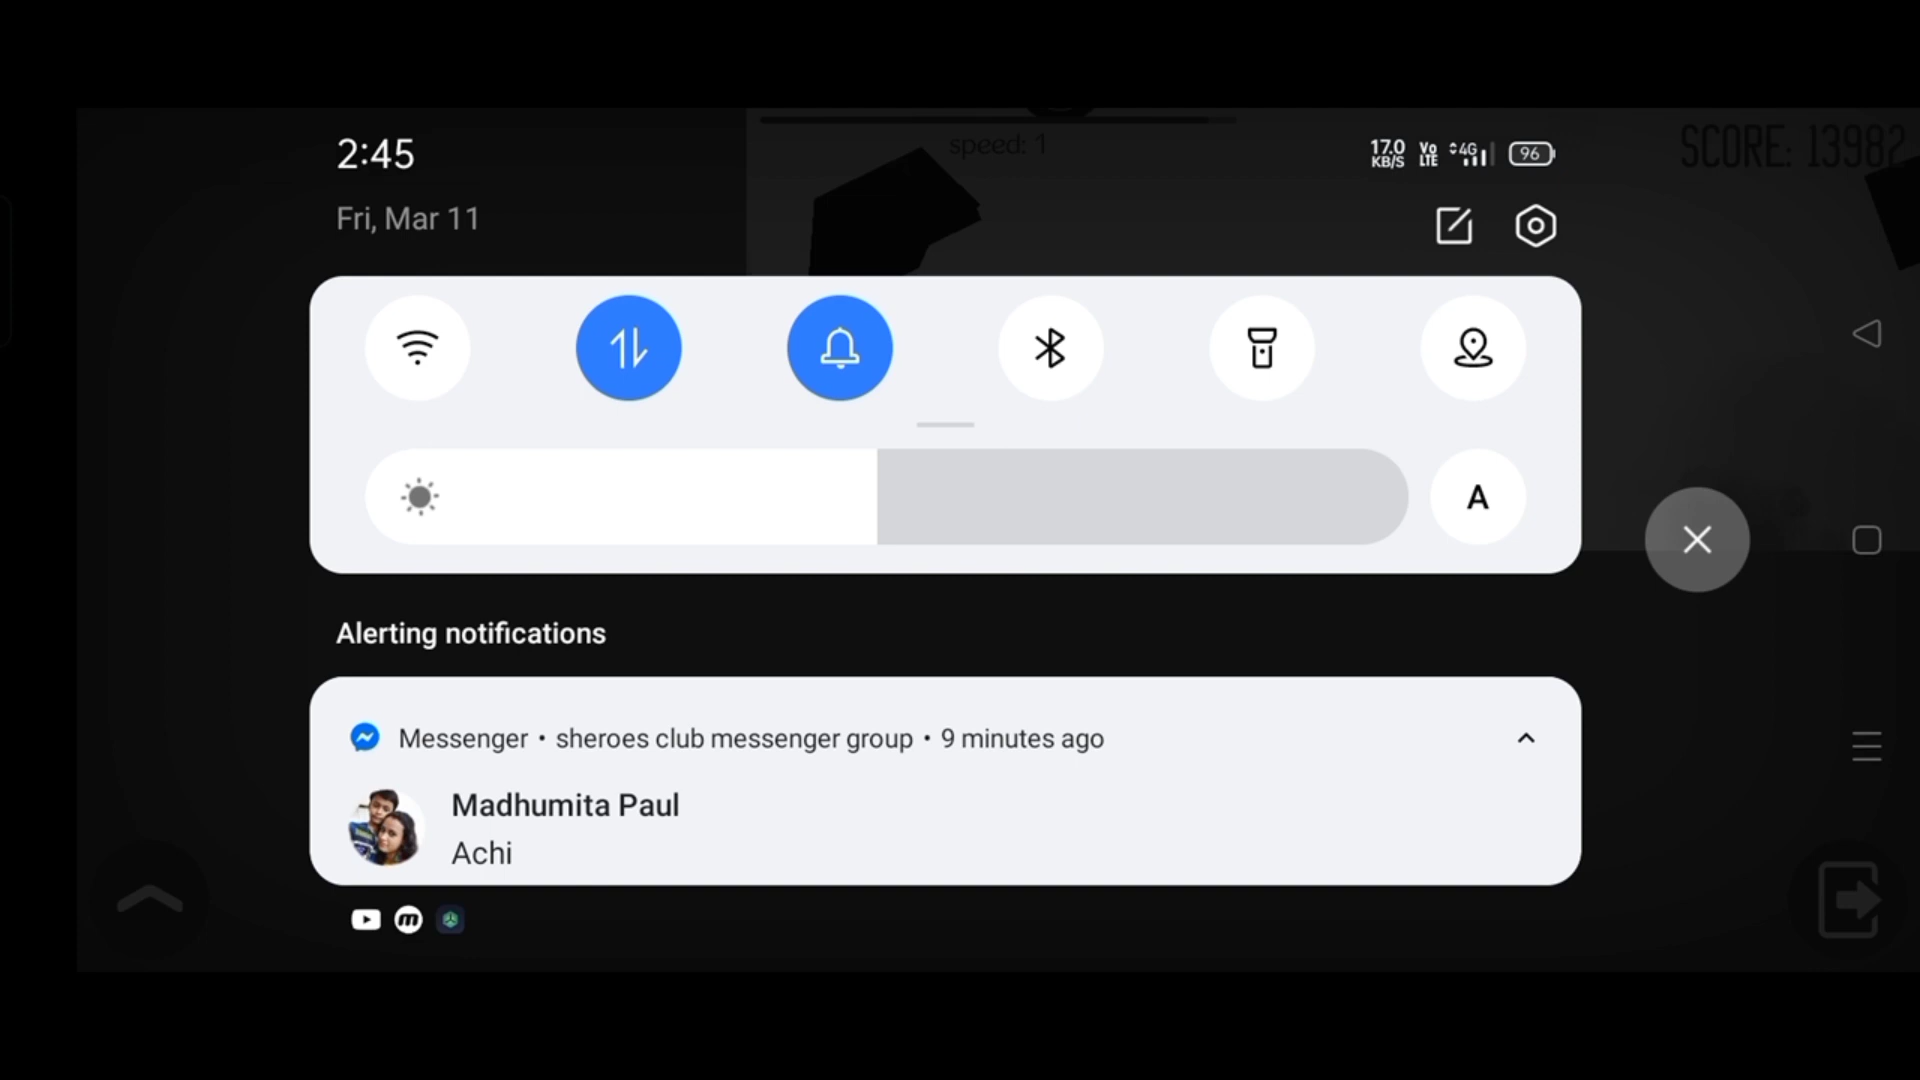 speed: 1
SCORE: 13982
2:45
17.0 KB/S Vo LTE 4G 96
Fri, Mar 11
A
Alerting notifications
Messenger • sheroes club messenger group • 9 minutes ago
Madhumita Paul
Achi
m